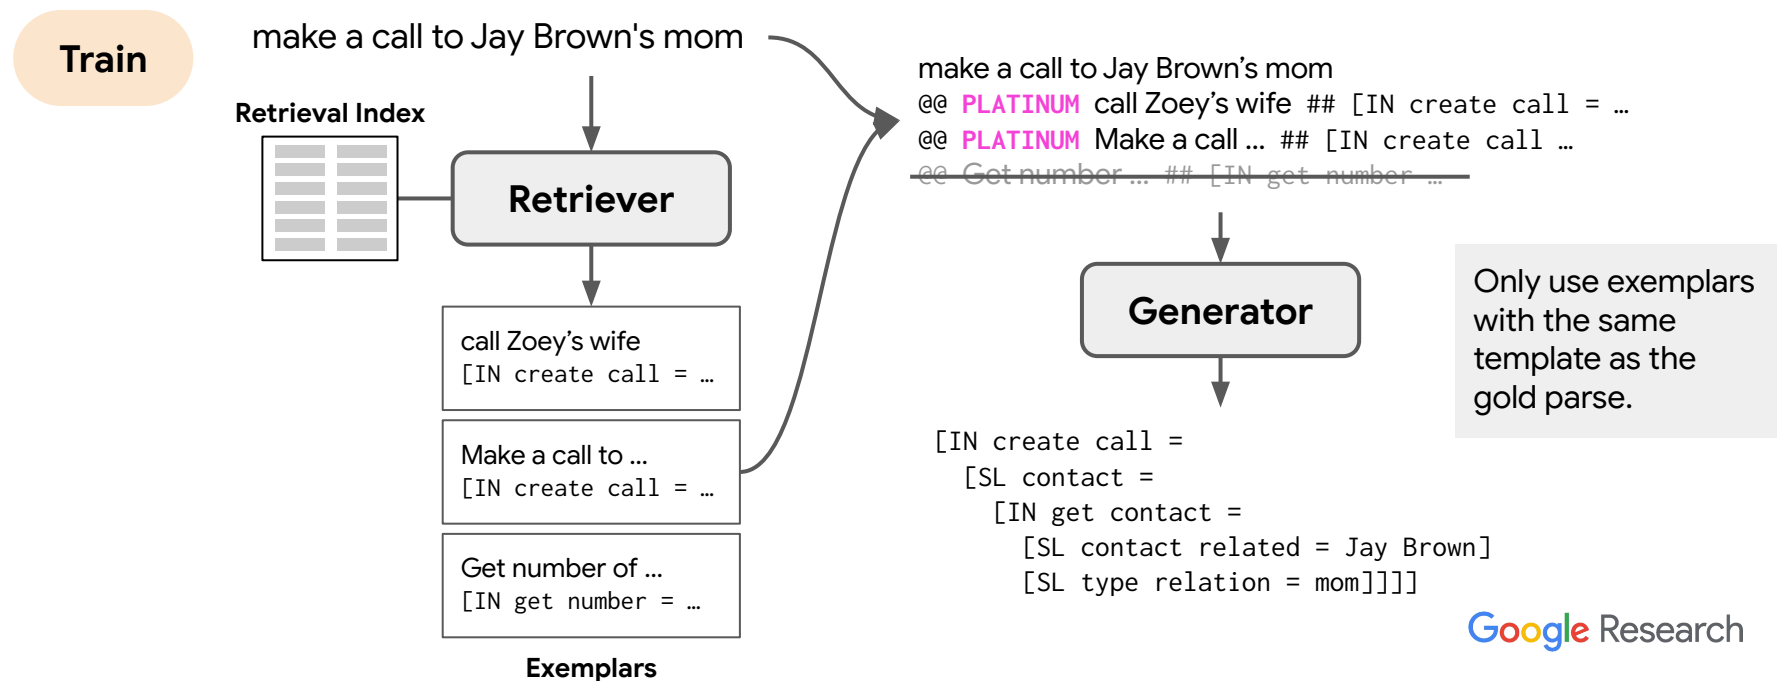 Train
make a call to Jay Brown's mom
Retrieval Index
Retriever
call Zoey’s wife
[IN create call = …
Make a call to ...
[IN create call = …
Get number of ...
[IN get number = …
Exemplars
make a call to Jay Brown’s mom
@@ PLATINUM call Zoey’s wife ## [IN create call = …
@@ PLATINUM Make a call ... ## [IN create call …
@@ Get number ... ## [IN get number …
Generator
Only use exemplars
with the same
template as the
gold parse.
[IN create call =
[SL contact =
[IN get contact =
[SL contact related = Jay Brown]
[SL type relation = mom]]]]
Google Research